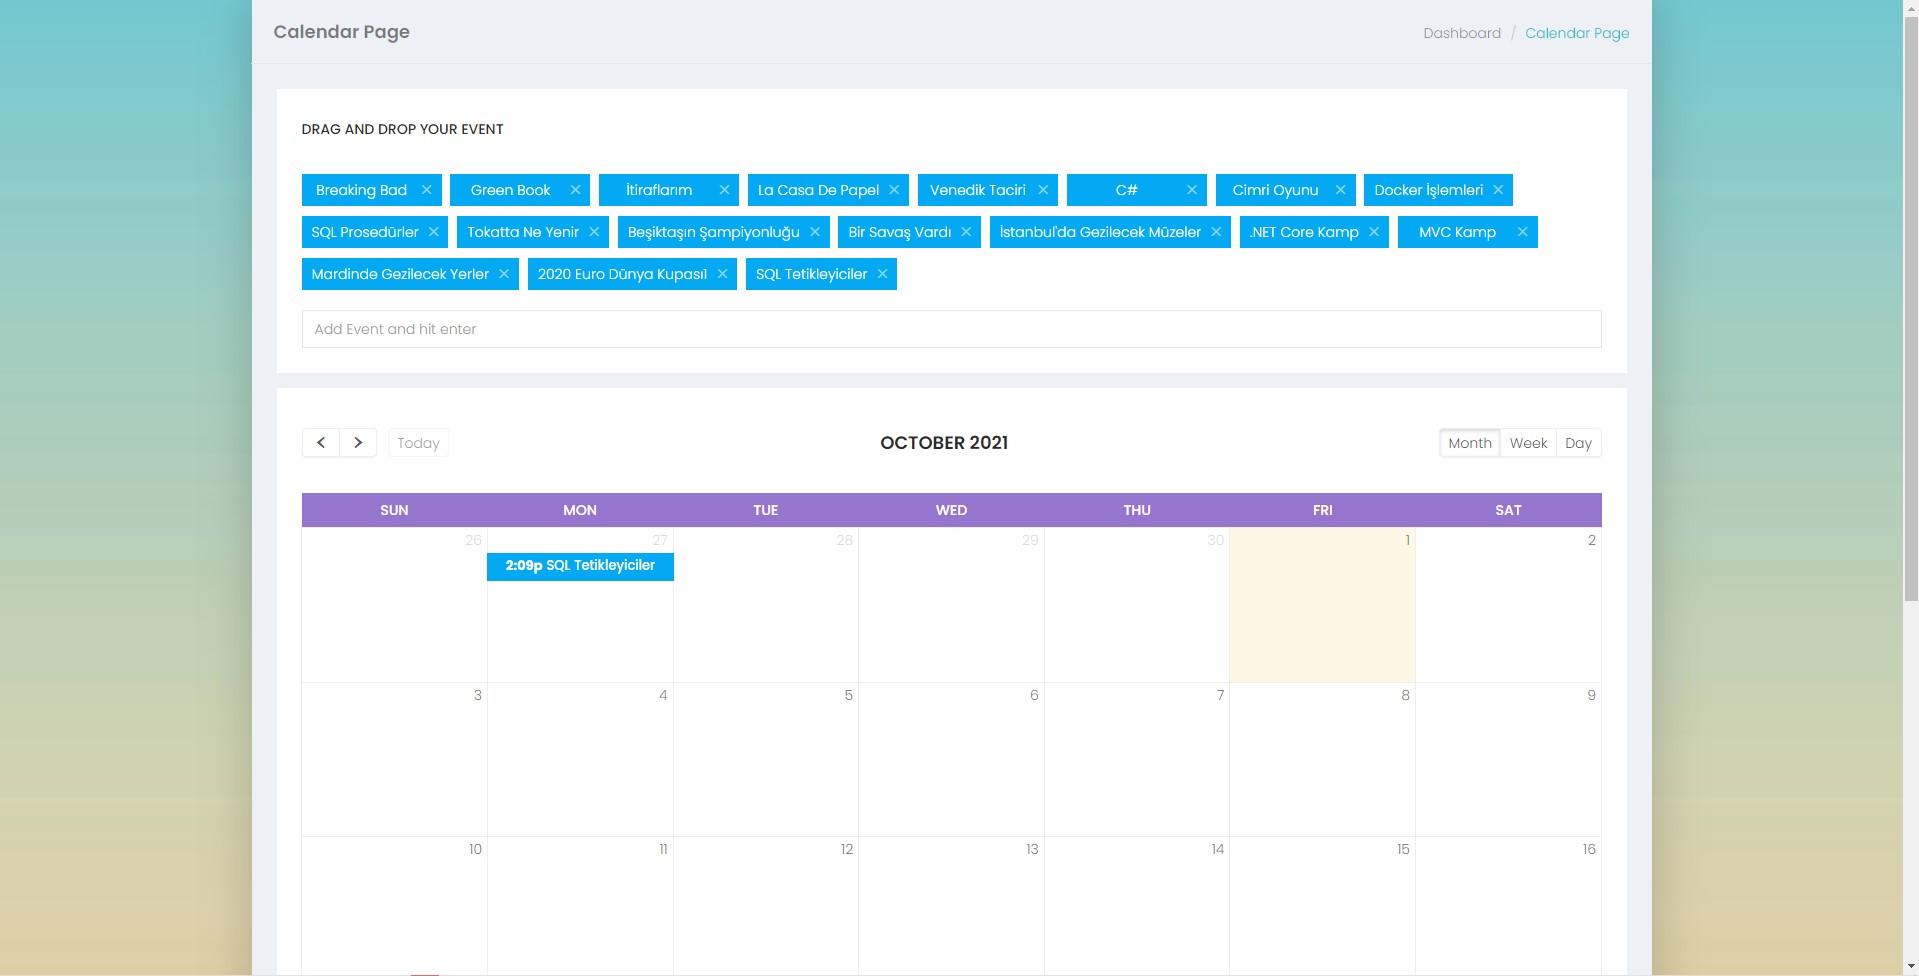 Calendar Page
Dashboard / Calendar Page
DRAG AND DROP YOUR EVENT
Breaking Bad × Green Book × İtiraflarım × La Casa De Papel × Venedik Taciri × C# × Cimri Oyunu × Docker İşlemleri ×
SQL Prosedürler × Tokatta Ne Yenir × Beşiktaşın Şampiyonluğu × Bir Savaş Vardı × İstanbul'da Gezilecek Müzeler × .NET Core Kamp × MVC Kamp ×
Mardinde Gezilecek Yerler × 2020 Euro Dünya Kupası1 × SQL Tetikleyiciler ×
Add Event and hit enter
< > Today OCTOBER 2021 Month Week Day
SUN MON TUE WED THU FRI SAT
26 27 28 29 30 1 2
2:09p SQL Tetikleyiciler
3 4 5 6 7 8 9
10 11 12 13 14 15 16